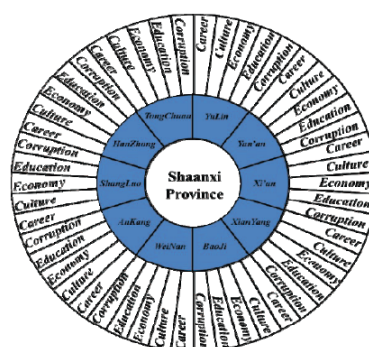 Shaanxi
Province
YuLin
Career
Culture
Economy
Education
Corruption
Yan'an
Career
Culture
Economy
Education
Corruption
Xi'an
Career
Culture
Economy
Education
Corruption
XianYang
Career
Culture
Economy
Education
Corruption
BaoJi
Career
Culture
Economy
Education
Corruption
WeiNan
Career
Culture
Economy
Education
Corruption
AnKang
Career
Culture
Economy
Education
Corruption
ShangLuo
Career
Culture
Economy
Education
Corruption
HanZhong
Career
Culture
Economy
Education
Corruption
TongChuan
Career
Culture
Economy
Education
Corruption